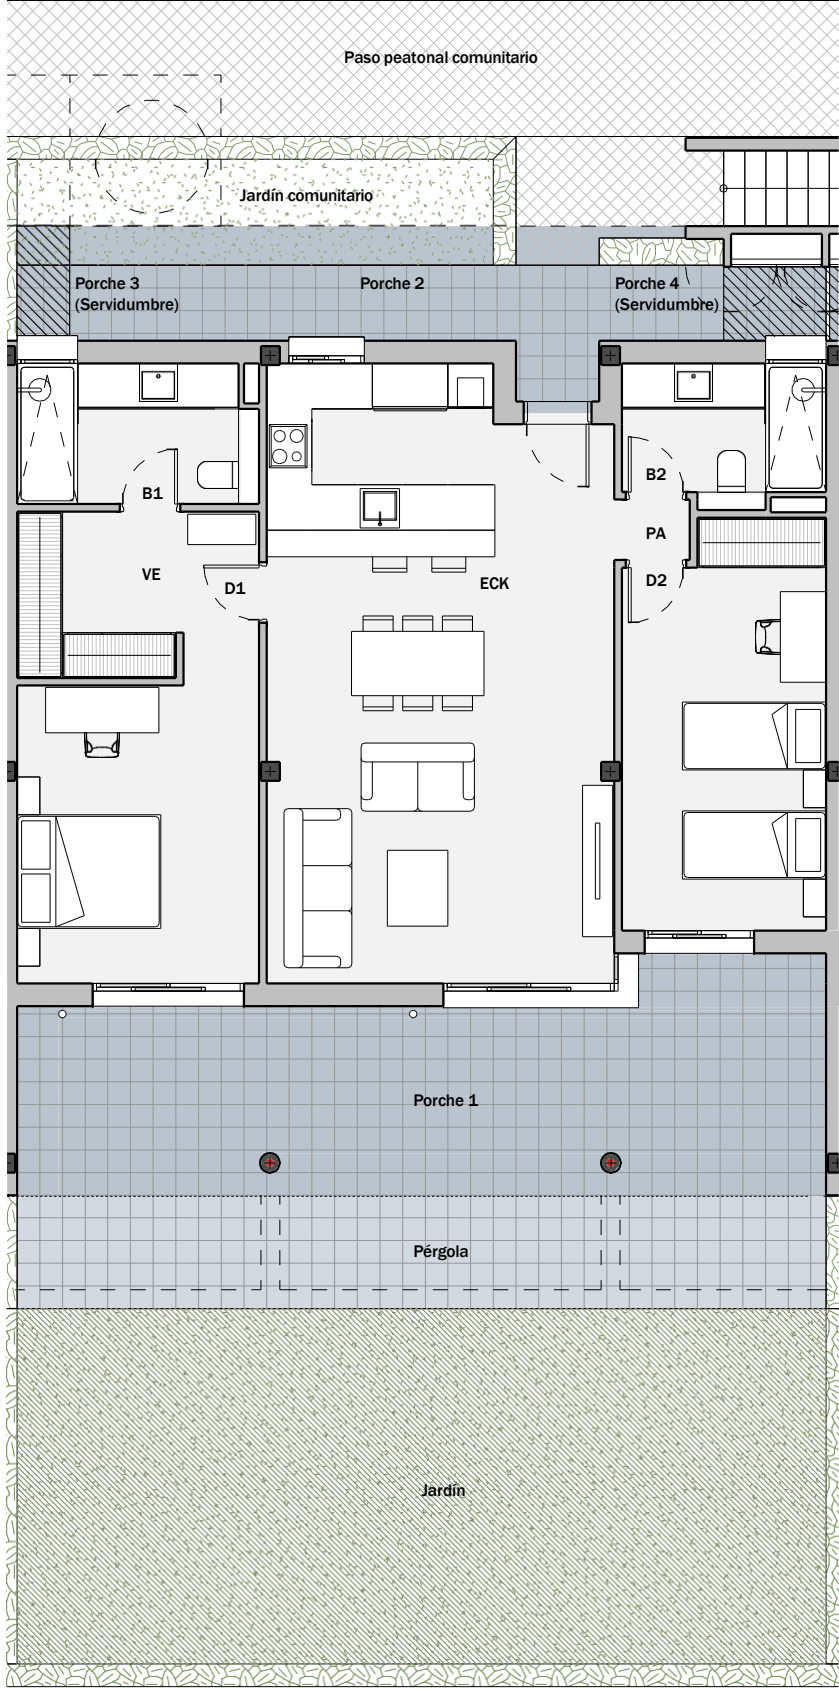 Paso peatonal comunitario
Jardín comunitario
Porche 3
(Servidumbre)
Porche 2
Porche 4
(Servidumbre)
B1
B2
PA
VE
D1
ECK
D2
Porche 1
Pérgola
Jardín